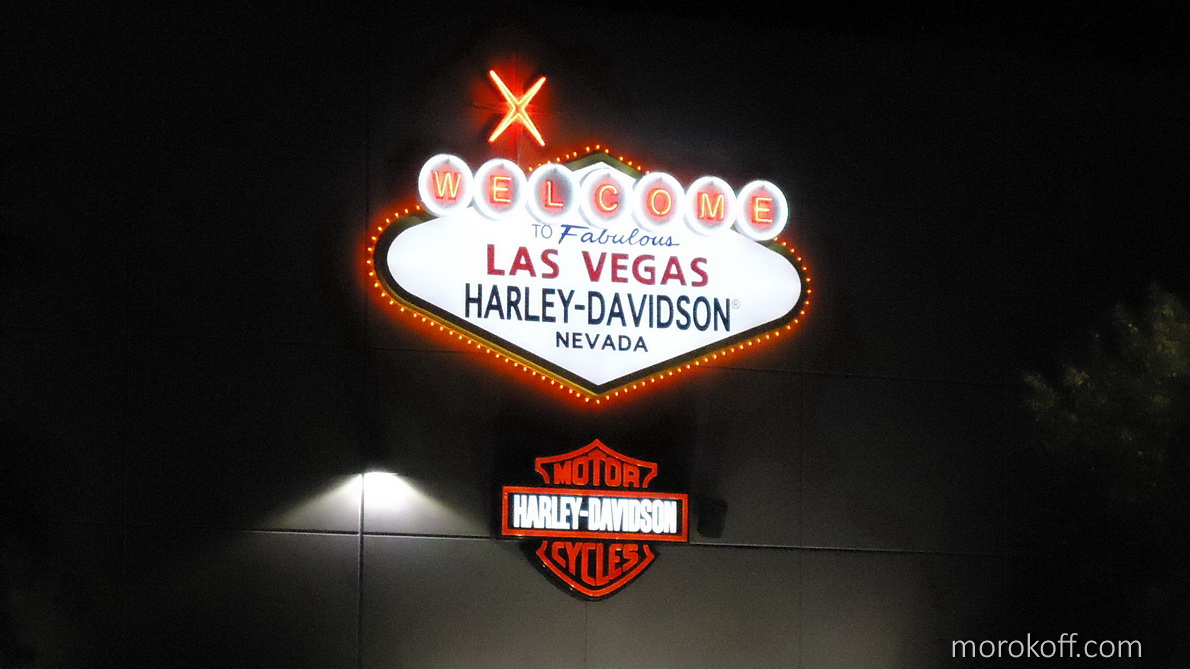 WELCOME
TO Fabulous
LAS VEGAS
HARLEY-DAVIDSON®
NEVADA
MOTOR
HARLEY-DAVIDSON
CYCLES
morokoff.com